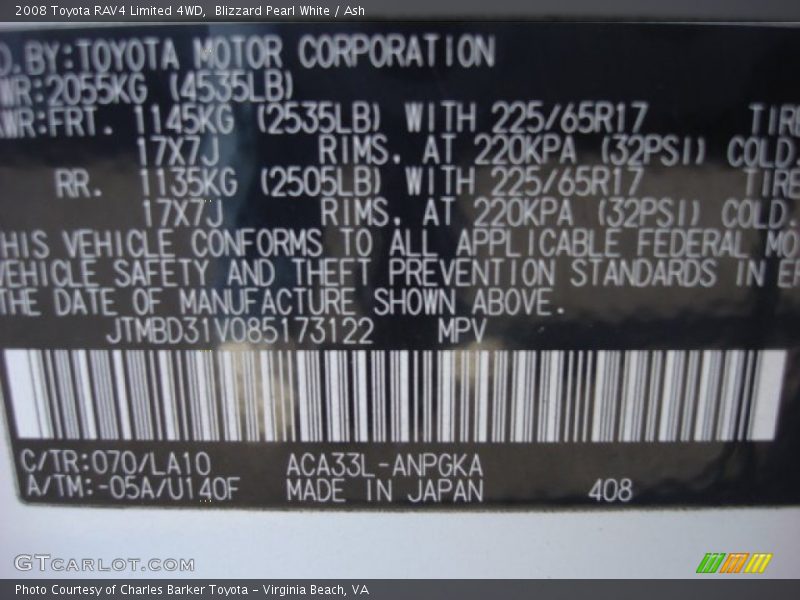 2008 Toyota RAV4 Limited 4WD, Blizzard Pearl White / Ash
D.BY:TOYOTA MOTOR CORPORATION
WR:2055KG (4535LB)
AWR:FRT. 1145KG (2535LB) WITH 225/65R17 TIRE
17X7J RIMS. AT 220KPA (32PSI) COLD.
RR. 1135KG (2505LB) WITH 225/65R17 TIRE
17X7J RIMS. AT 220KPA (32PSI) COLD.
HIS VEHICLE CONFORMS TO ALL APPLICABLE FEDERAL MO
VEHICLE SAFETY AND THEFT PREVENTION STANDARDS IN EF
THE DATE OF MANUFACTURE SHOWN ABOVE.
JTMBD31V085173122 MPV
C/TR:070/LA10 ACA33L-ANPGKA
A/TM:-05A/U140F MADE IN JAPAN 408
GTCARLOT.COM
Photo Courtesy of Charles Barker Toyota – Virginia Beach, VA